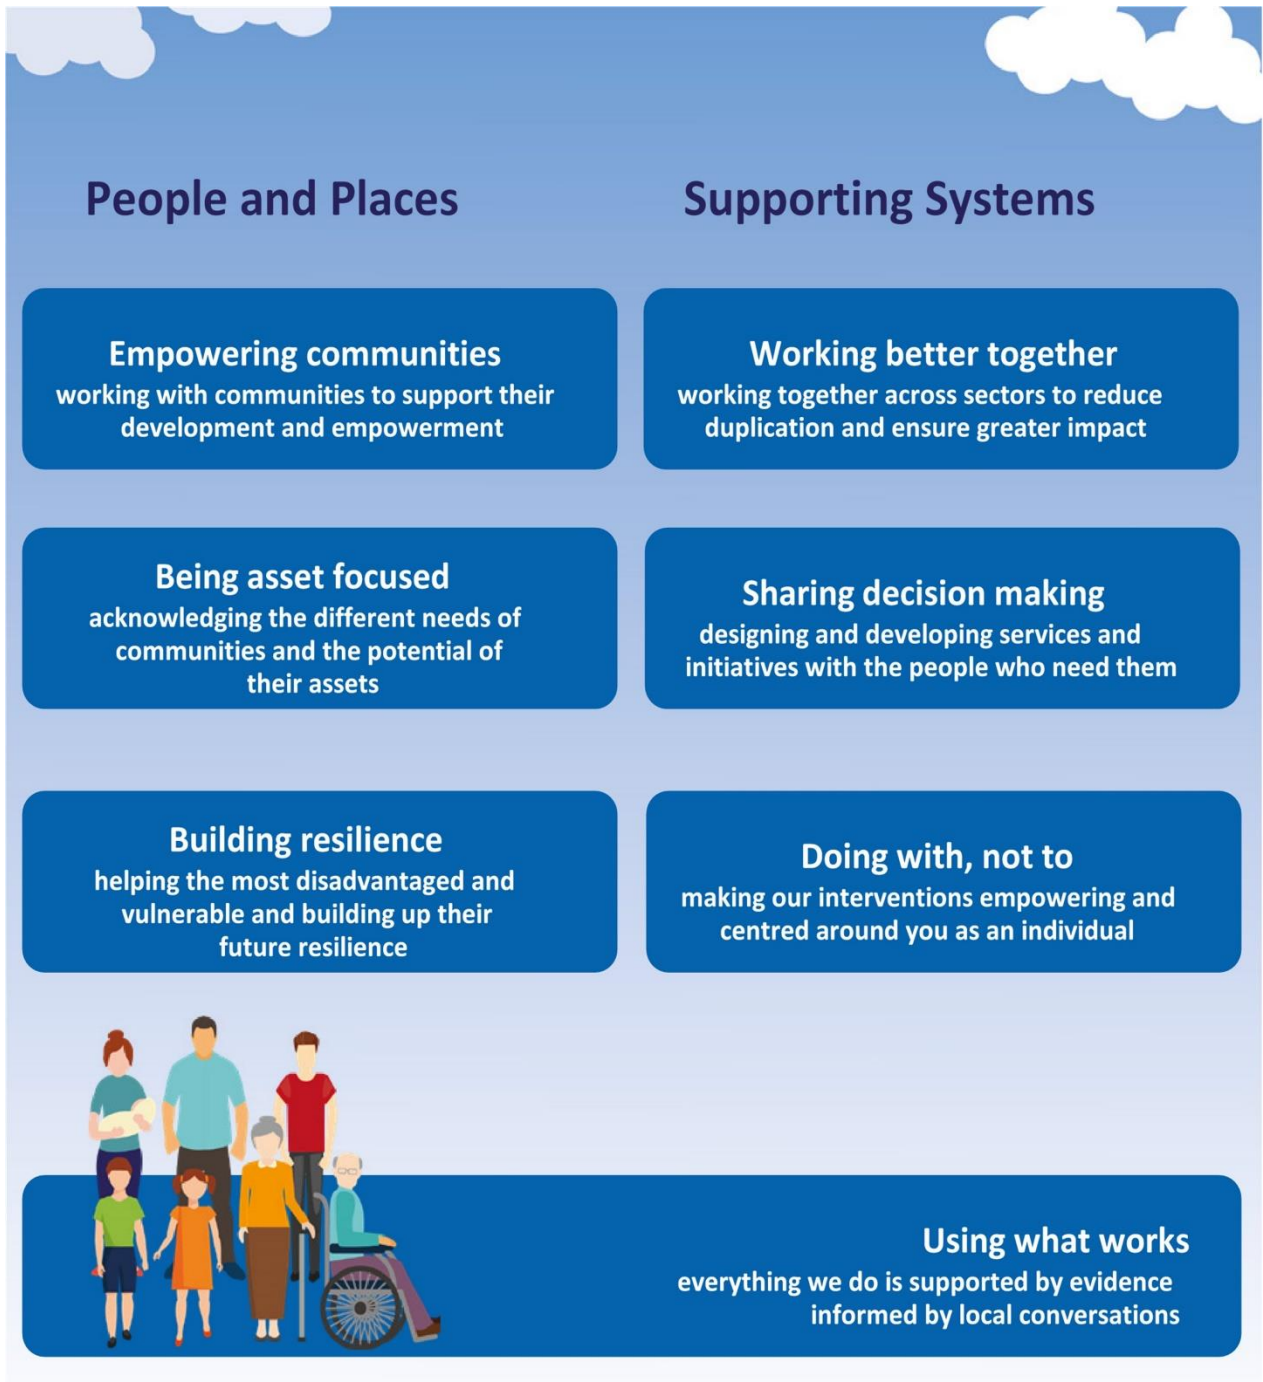 People and Places
Supporting Systems
Empowering communities
working with communities to support their
development and empowerment
Working better together
working together across sectors to reduce
duplication and ensure greater impact
Being asset focused
acknowledging the different needs of
communities and the potential of
their assets
Sharing decision making
designing and developing services and
initiatives with the people who need them
Building resilience
helping the most disadvantaged and
vulnerable and building up their
future resilience
Doing with, not to
making our interventions empowering and
centred around you as an individual
Using what works
everything we do is supported by evidence
informed by local conversations